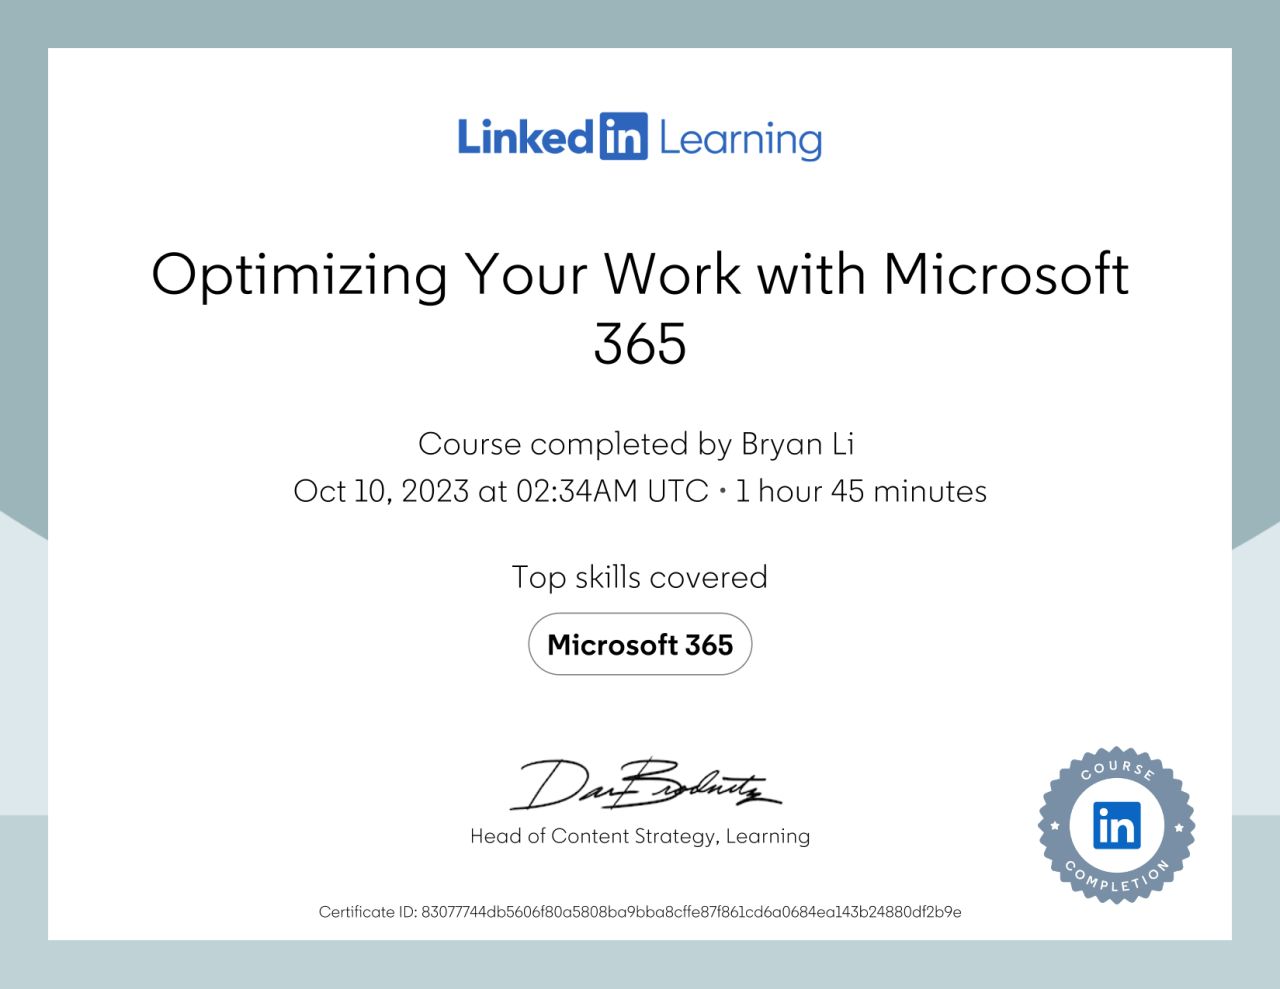 Linked in Learning
Optimizing Your Work with Microsoft
365
Course completed by Bryan Li
Oct 10, 2023 at 02:34AM UTC • 1 hour 45 minutes
Top skills covered
Microsoft 365
Dan Brodnitz
Head of Content Strategy, Learning
COURSE
in
COMPLETION
Certificate ID: 83077744db5606f80a5808ba9bba8cffe87f861cd6a0684ea143b24880df2b9e